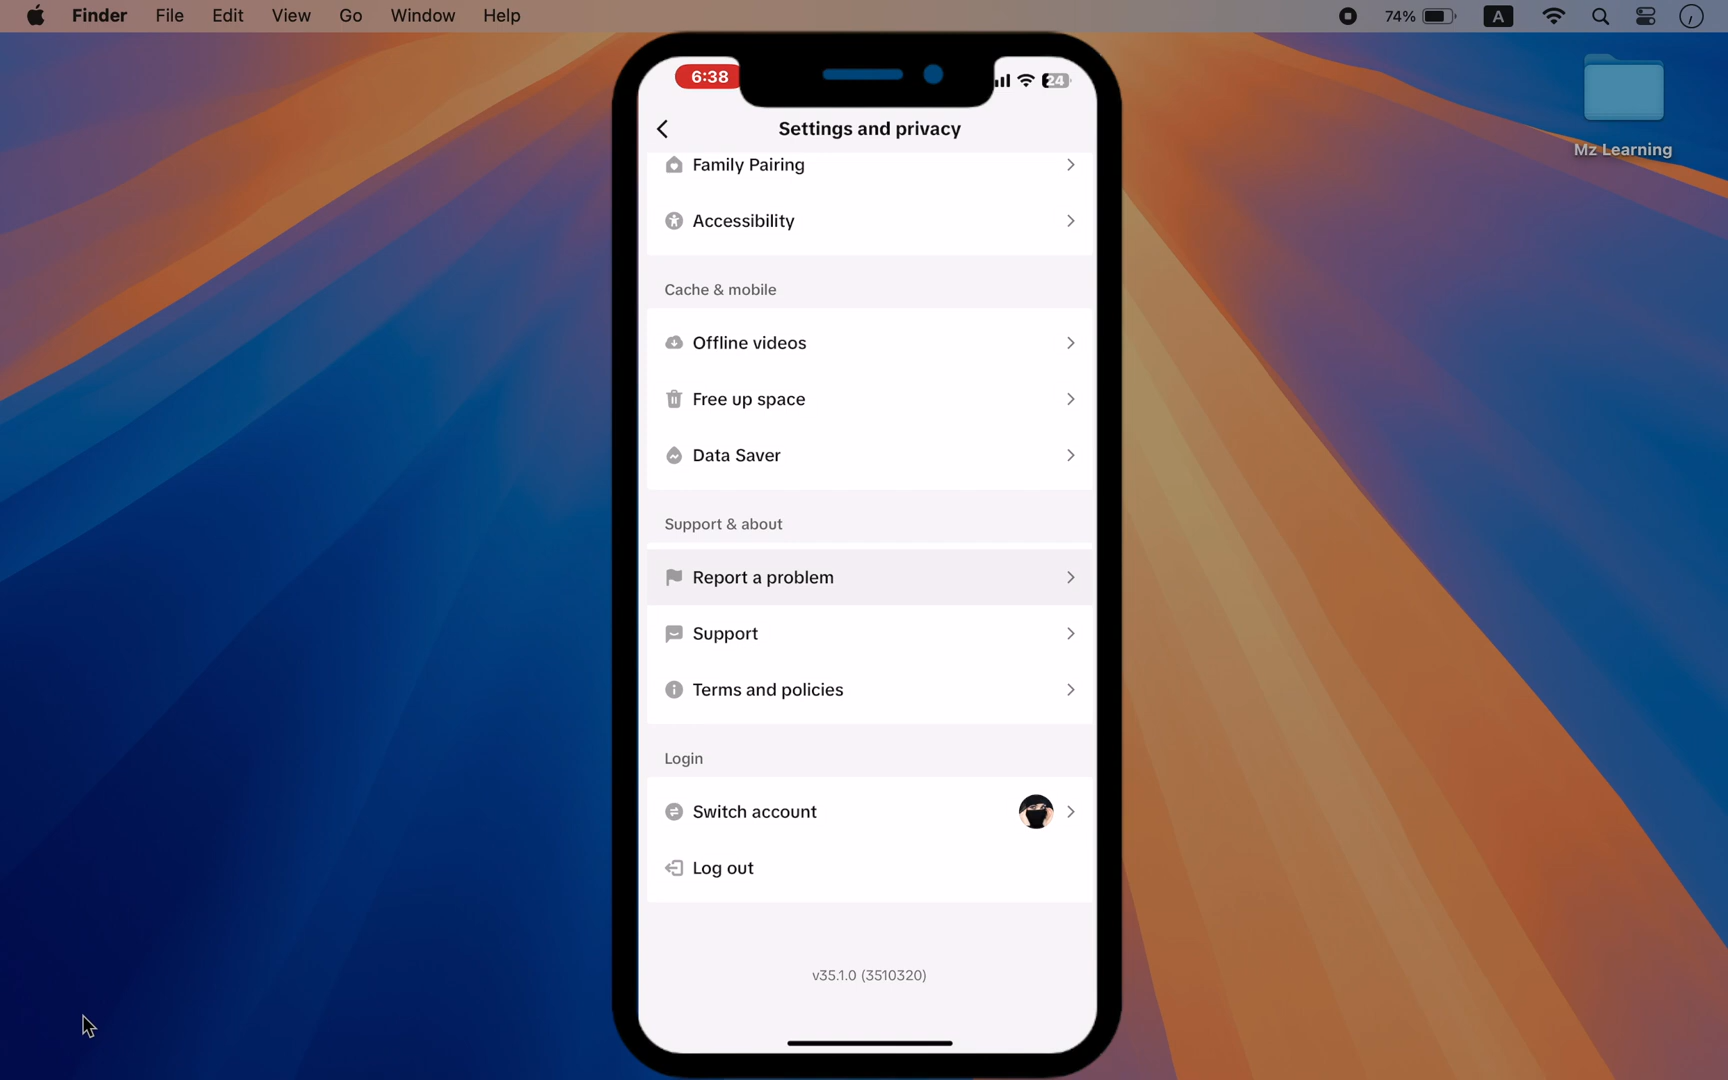 Finder File Edit View Go Window Help 74% A
6:38 24
Mz Learning
Settings and privacy
Family Pairing
Accessibility
Cache & mobile
Offline videos
Free up space
Data Saver
Support & about
Report a problem
Support
Terms and policies
Login
Switch account
Log out
v35.1.0 (3510320)